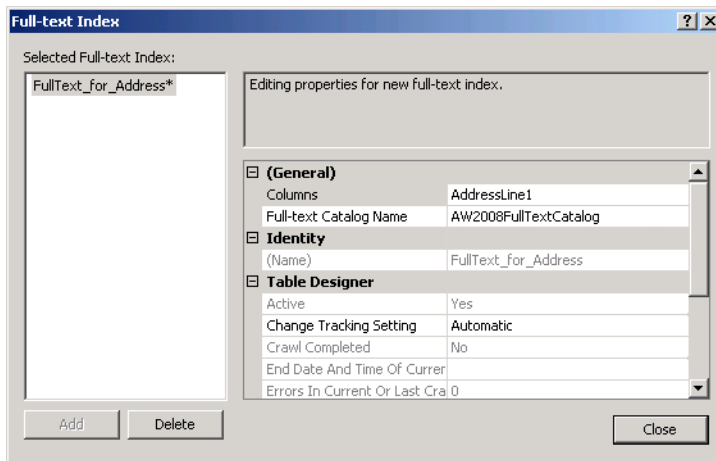 Full-text Index
Selected Full-text Index:
FullText_for_Address*
Editing properties for new full-text index.
(General)
Columns AddressLine1
Full-text Catalog Name AW2008FullTextCatalog
Identity
(Name) FullText_for_Address
Table Designer
Active Yes
Change Tracking Setting Automatic
Crawl Completed No
End Date And Time Of Currer
Errors In Current Or Last Cra 0
Add Delete
Close